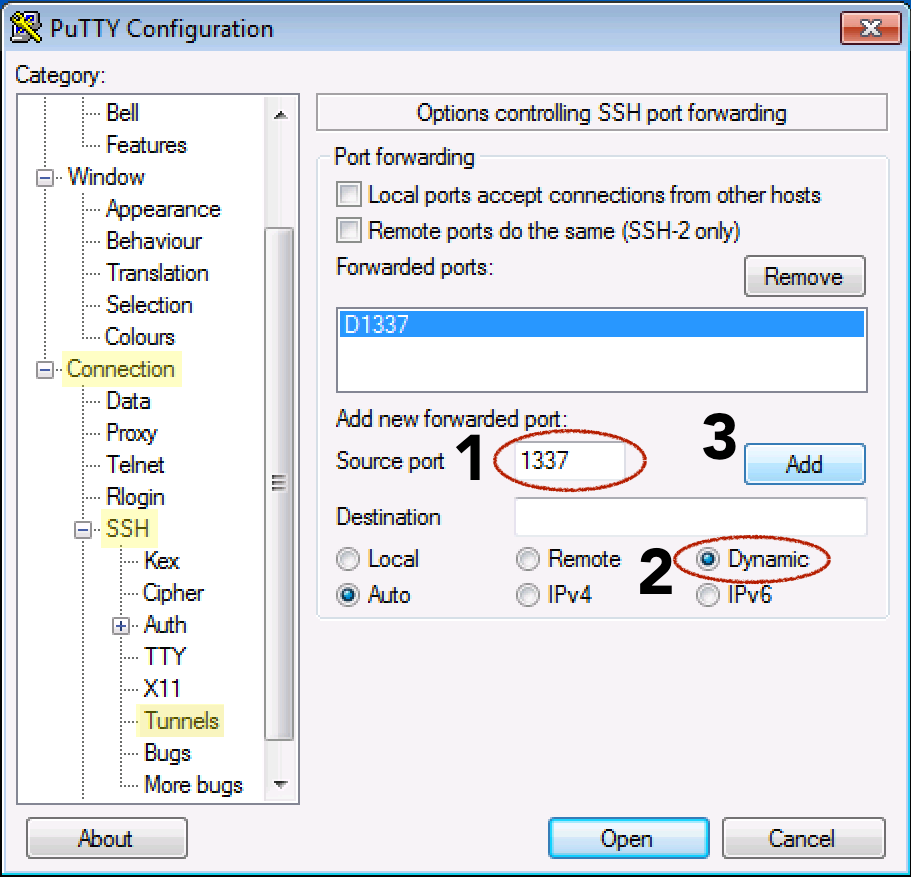 PuTTY Configuration
Category:
Bell
Features
Window
Appearance
Behaviour
Translation
Selection
Colours
Connection
Data
Proxy
Telnet
Rlogin
SSH
Kex
Cipher
Auth
TTY
X11
Tunnels
Bugs
More bugs
Options controlling SSH port forwarding
Port forwarding
Local ports accept connections from other hosts
Remote ports do the same (SSH-2 only)
Forwarded ports:
Remove
D1337
Add new forwarded port:
Source port 1 1337 3 Add
Destination
Local Remote 2 Dynamic
Auto IPv4 IPv6
About Open Cancel